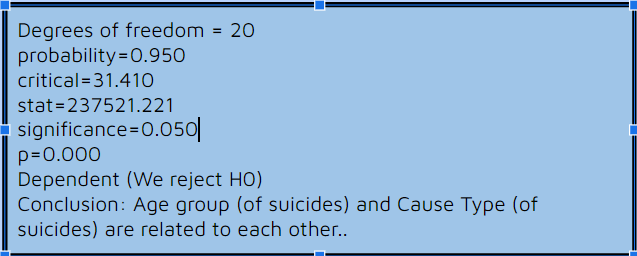 Degrees of freedom = 20
probability=0.950
critical=31.410
stat=237521.221
significance=0.050
p=0.000
Dependent (We reject H0)
Conclusion: Age group (of suicides) and Cause Type (of
suicides) are related to each other..